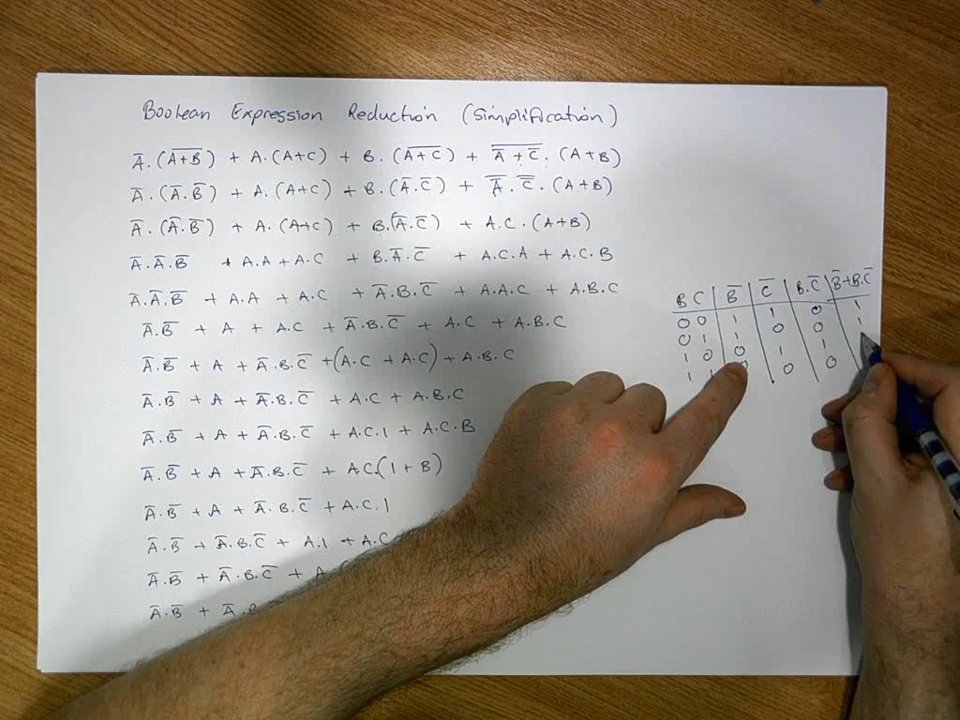 Boolean Expression Reduction (Simplification)
A̅.(A̅+̅B̅) + A.(A+C) + B.(A̅+̅C̅) + A̿+̅C̿.(A+B)
A̅.(A̅.B̅) + A.(A+C) + B.(A̅.C̅) + A̿.C̿.(A+B)
A̅.(A̅.B̅) + A.(A+C) + B.(A̅.C̅) + A.C.(A+B)
A̅.A̅.B̅ + A.A + A.C + B.A̅.C̅ + A.C.A + A.C.B
A̅.A̅.B̅ + A.A + A.C + A̅.B.C̅ + A.A.C + A.B.C
A̅.B̅ + A + A.C + A̅.B.C̅ + A.C + A.B.C
A̅.B̅ + A + A̅.B.C̅ + (A.C + A.C) + A.B.C
A̅.B̅ + A + A̅.B.C̅ + A.C + A.B.C
A̅.B̅ + A + A̅.B.C̅ + A.C.1 + A.C.B
A̅.B̅ + A + A̅.B.C̅ + A.C.(1 + B)
A̅.B̅ + A + A̅.B.C̅ + A.C.1
A̅.B̅ + A̅.B.C̅ + A.1 + A.C
A̅.B̅ + A̅.B.C̅ + A
A̅.B̅ + A̅.B
B C B̅ C̅ B.C̅ B̅+B.C̅
0 0 1 1 0 1
0 1 1 0 0 1
1 0 0 1 1
1 1 0 0 0